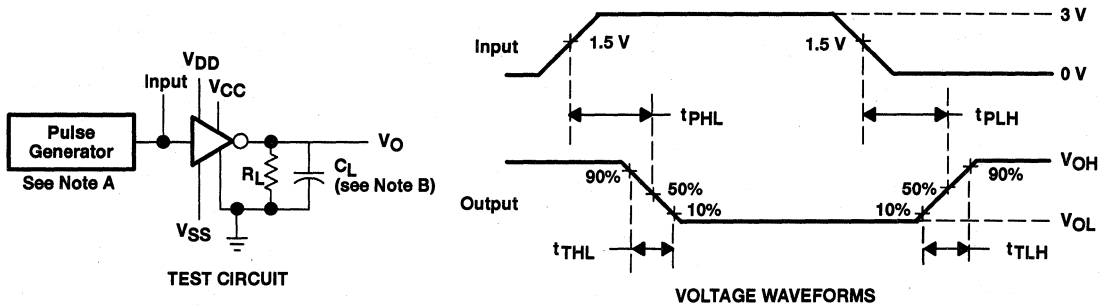 VDD
VCC
Input
Pulse
Generator
See Note A
VSS
RL
CL
(see Note B)
VO
TEST CIRCUIT
3 V
Input
1.5 V
1.5 V
0 V
tPHL
tPLH
VOH
90%
50%
10%
50%
10%
90%
Output
VOL
tTHL
tTLH
VOLTAGE WAVEFORMS